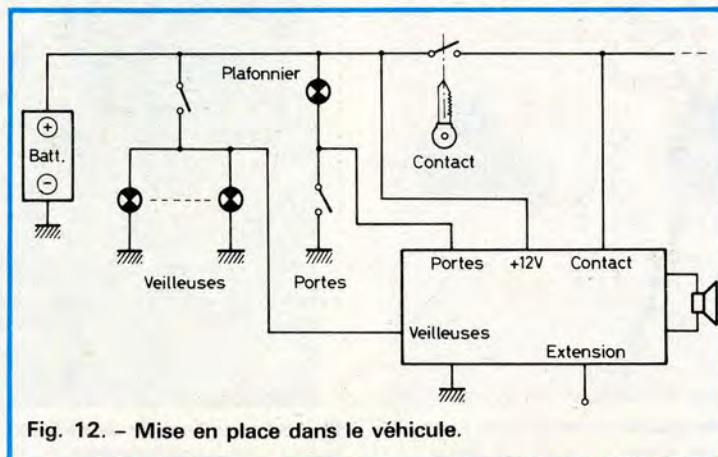 Plafonnier
+
Batt.
−
Contact
Veilleuses
Portes
Portes +12V Contact
Veilleuses
Extension
Fig. 12. – Mise en place dans le véhicule.